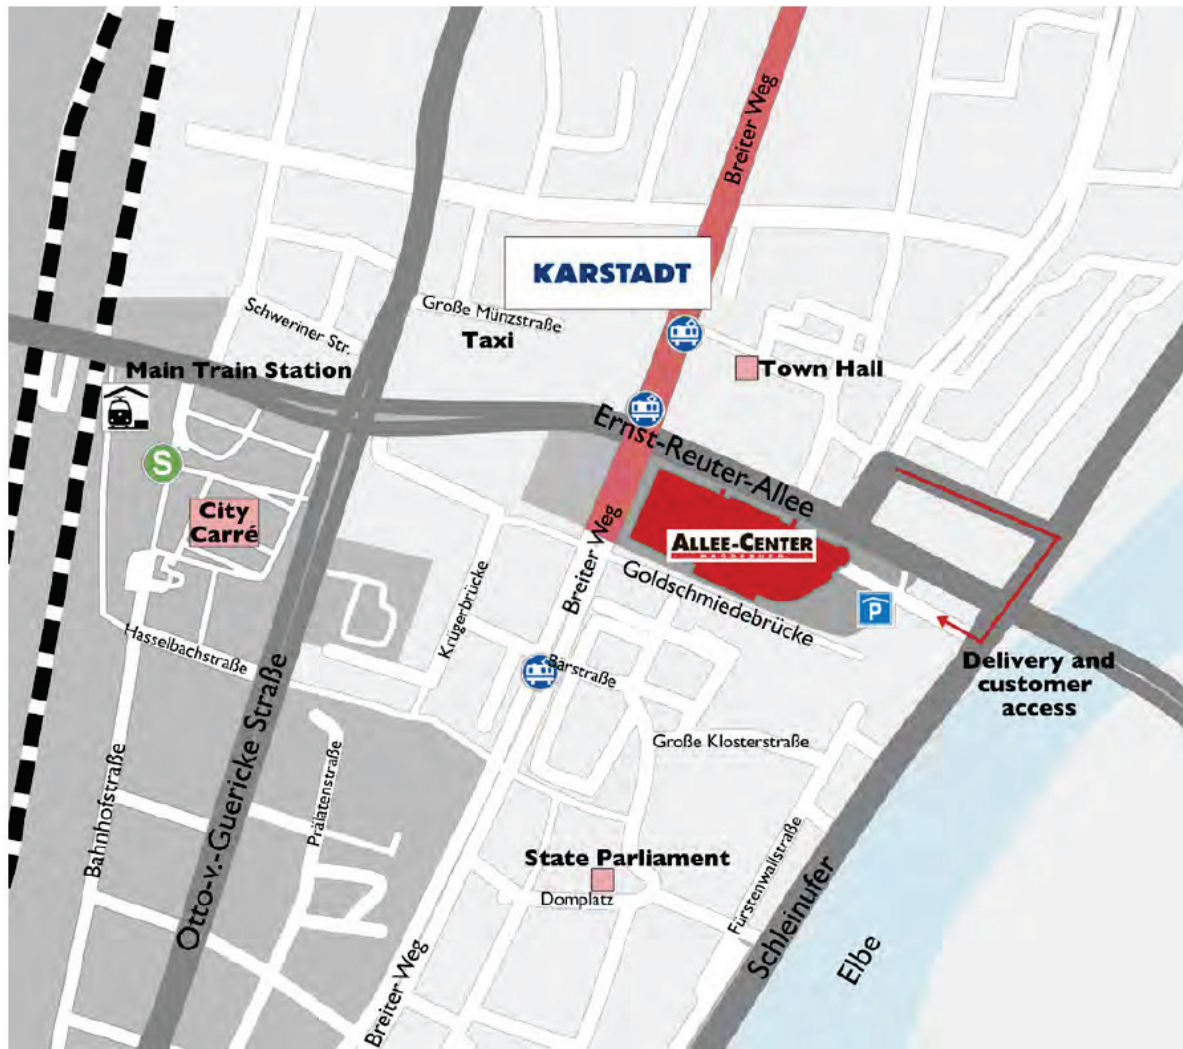 Breiter Weg
KARSTADT
Große Münzstraße
Schweriner Str.
Taxi
Main Train Station
Town Hall
Ernst-Reuter-Allee
S
City
Carré
ALLEE-CENTER
MAGDEBURG
Breiter Weg
Goldschmiedebrücke
P
Krügerbrücke
Hasselbachstraße
Bärstraße
Delivery and
customer
access
Große Klosterstraße
Otto-v.-Guericke Straße
Bahnhofstraße
Prälatenstraße
State Parliament
Domplatz
Fürstenwallstraße
Schleinufer
Elbe
Breiter Weg